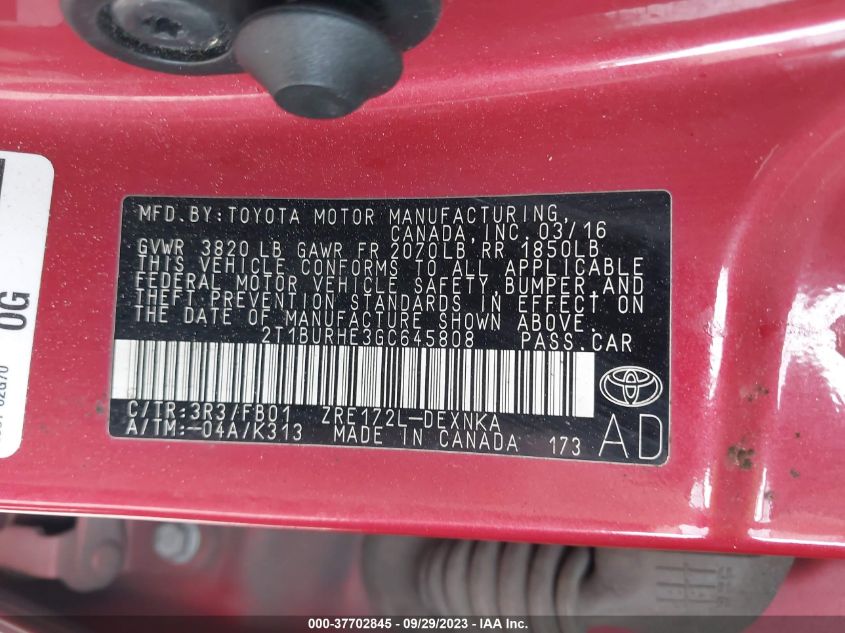 MFD. BY: TOYOTA MOTOR MANUFACTURING,
CANADA, INC. 03/16
GVWR 3820 LB GAWR FR 2070LB RR 1850LB
THIS VEHICLE CONFORMS TO ALL APPLICABLE
FEDERAL MOTOR VEHICLE SAFETY, BUMPER, AND
THEFT PREVENTION STANDARDS IN EFFECT ON
THE DATE OF MANUFACTURE SHOWN ABOVE.
2T1BURHE3GC645808 PASS.CAR
C/TR: 3R3/FB01 ZRE172L-DEXNKA
A/TM: -04A/K313 MADE IN CANADA 173
AD
0G
000-37702845 - 09/29/2023 - IAAI.com